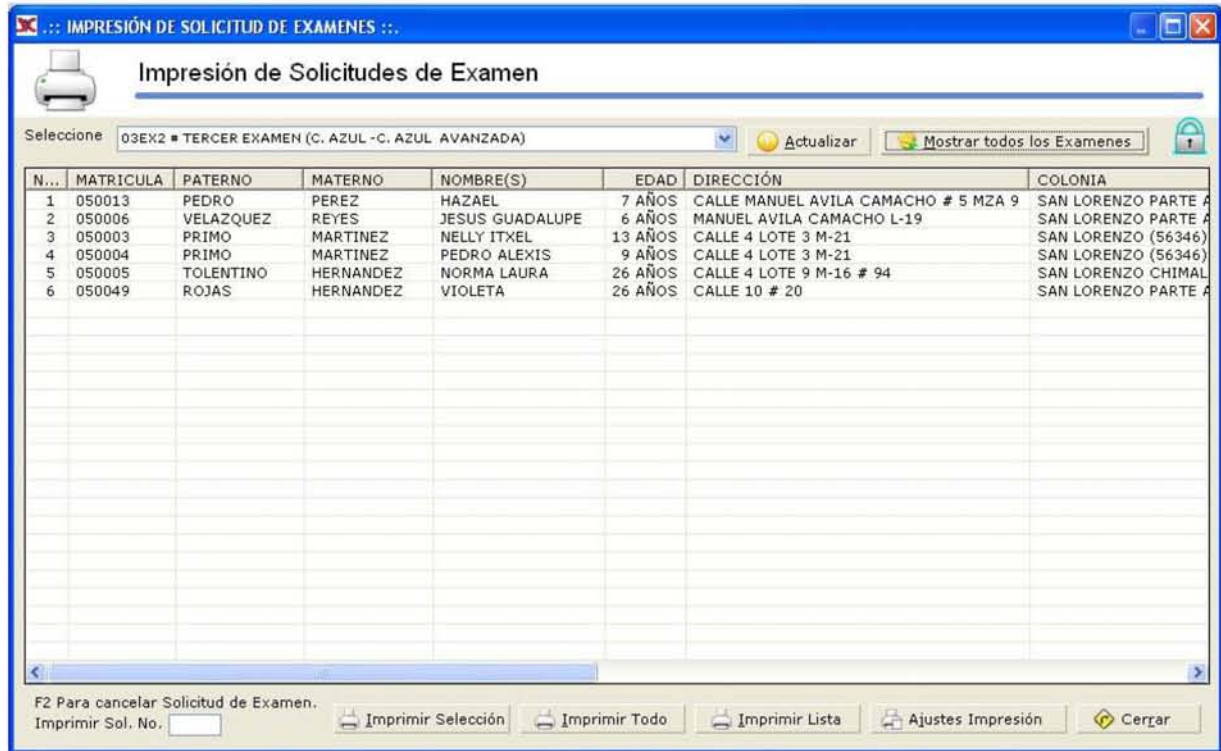 .:: IMPRESIÓN DE SOLICITUD DE EXAMENES ::.
Impresión de Solicitudes de Examen
Seleccione 03EX2 = TERCER EXAMEN (C. AZUL -C. AZUL AVANZADA) Actualizar Mostrar todos los Examenes
N... MATRICULA PATERNO MATERNO NOMBRE(S) EDAD DIRECCIÓN COLONIA
1 050013 PEDRO PEREZ HAZAEL 7 AÑOS CALLE MANUEL AVILA CAMACHO # 5 MZA 9 SAN LORENZO PARTE A
2 050006 VELAZQUEZ REYES JESUS GUADALUPE 6 AÑOS MANUEL AVILA CAMACHO L-19 SAN LORENZO PARTE A
3 050003 PRIMO MARTINEZ NELLY ITXEL 13 AÑOS CALLE 4 LOTE 3 M-21 SAN LORENZO (56346)
4 050004 PRIMO MARTINEZ PEDRO ALEXIS 9 AÑOS CALLE 4 LOTE 3 M-21 SAN LORENZO (56346)
5 050005 TOLENTINO HERNANDEZ NORMA LAURA 26 AÑOS CALLE 4 LOTE 9 M-16 # 94 SAN LORENZO CHIMAL
6 050049 ROJAS HERNANDEZ VIOLETA 26 AÑOS CALLE 10 # 20 SAN LORENZO PARTE A
F2 Para cancelar Solicitud de Examen.
Imprimir Sol. No. Imprimir Selección Imprimir Todo Imprimir Lista Ajustes Impresión Cerrar